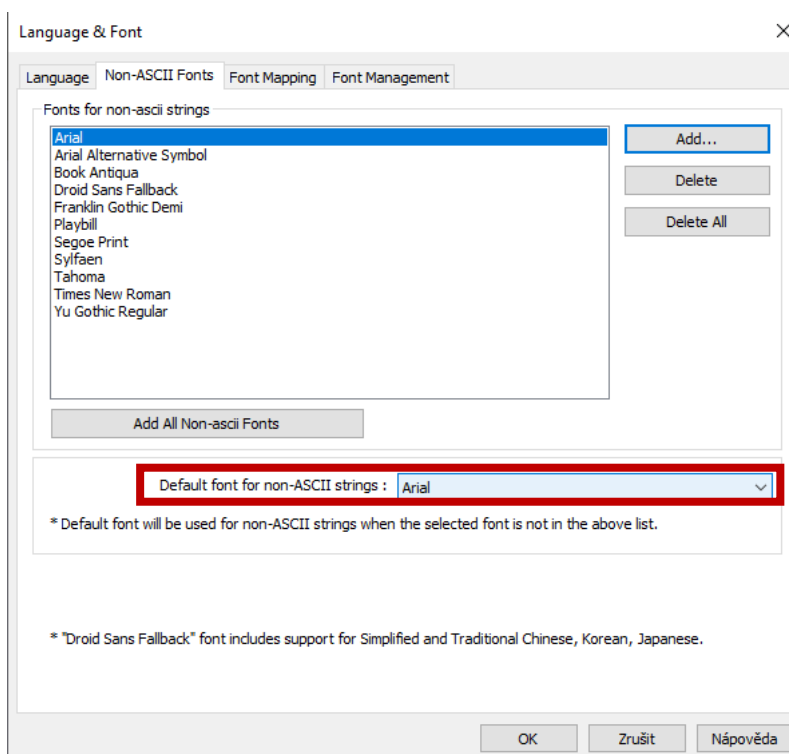 Language & Font
Language Non-ASCII Fonts Font Mapping Font Management
Fonts for non-ascii strings
Arial
Add...
Arial Alternative Symbol
Book Antiqua
Droid Sans Fallback
Delete
Franklin Gothic Demi
Playbill
Delete All
Segoe Print
Sylfaen
Tahoma
Times New Roman
Yu Gothic Regular
Add All Non-ascii Fonts
Default font for non-ASCII strings : Arial
* Default font will be used for non-ASCII strings when the selected font is not in the above list.
* "Droid Sans Fallback" font includes support for Simplified and Traditional Chinese, Korean, Japanese.
OK Zrušit Nápověda